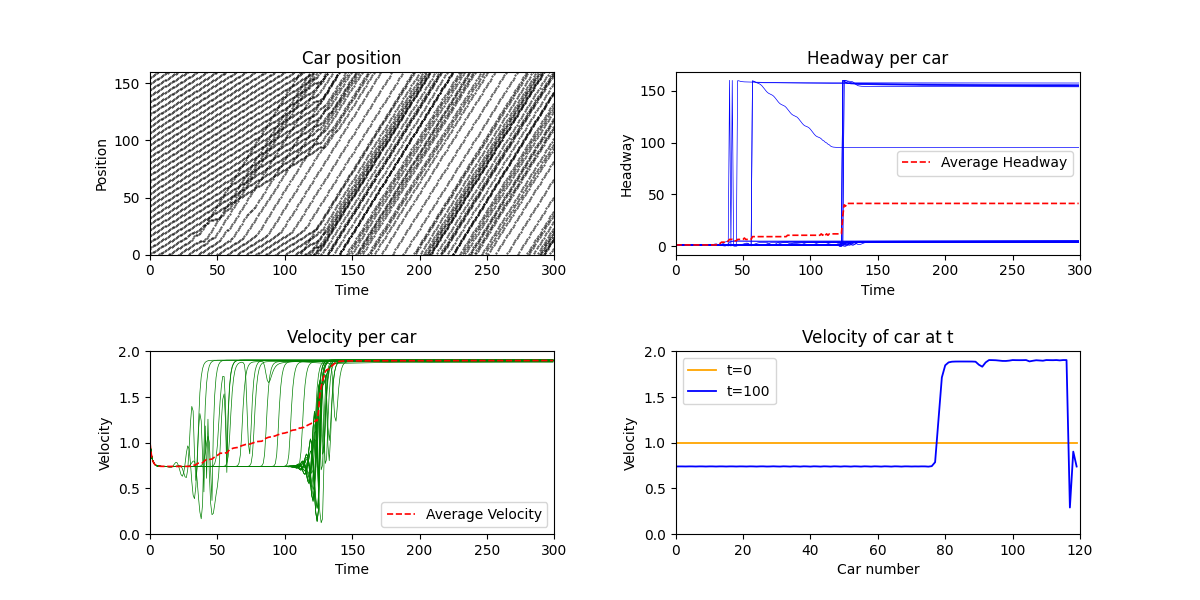 Car position
Position
150
100
50
0
0 50 100 150 200 250 300
Time
Headway per car
Headway
150
100
50
0
Average Headway
0 50 100 150 200 250 300
Time
Velocity per car
Velocity
2.0
1.5
1.0
0.5
0.0
Average Velocity
0 50 100 150 200 250 300
Time
Velocity of car at t
Velocity
2.0
1.5
1.0
0.5
0.0
t=0
t=100
0 20 40 60 80 100 120
Car number